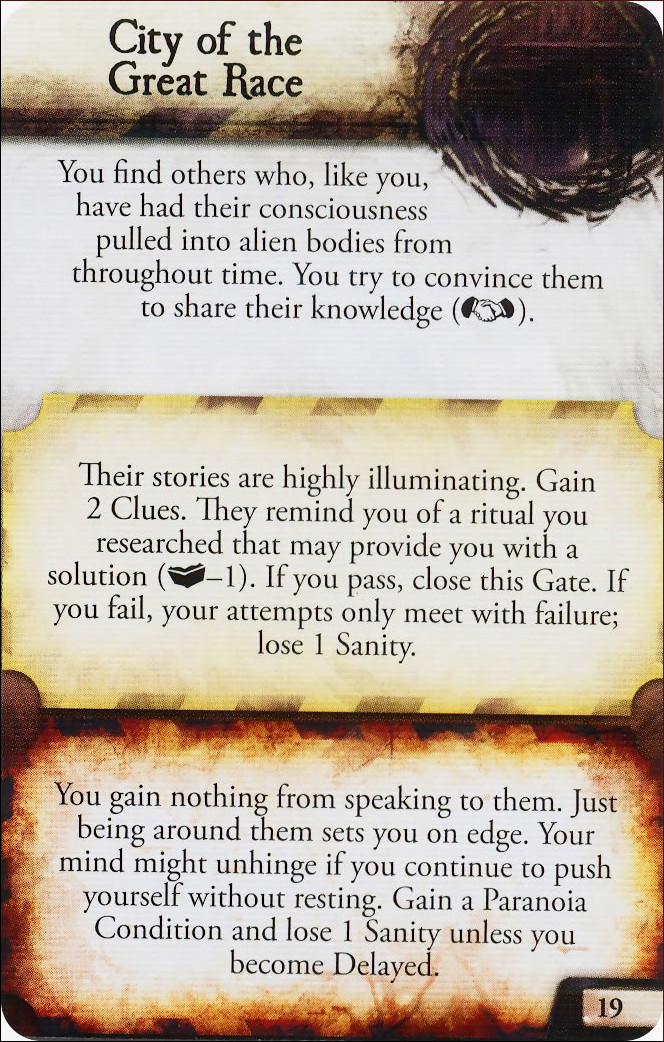 City of the
Great Race
You find others who, like you,
have had their consciousness
pulled into alien bodies from
throughout time. You try to convince them
to share their knowledge ( ).
Their stories are highly illuminating. Gain
2 Clues. They remind you of a ritual you
researched that may provide you with a
solution ( –1). If you pass, close this Gate. If
you fail, your attempts only meet with failure;
lose 1 Sanity.
You gain nothing from speaking to them. Just
being around them sets you on edge. Your
mind might unhinge if you continue to push
yourself without resting. Gain a Paranoia
Condition and lose 1 Sanity unless you
become Delayed.
19